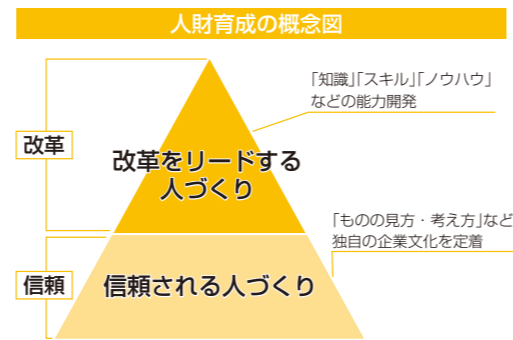 人財育成の概念図
「知識」「スキル」「ノウハウ」
などの能力開発
改革
改革をリードする
人づくり
「ものの見方・考え方」など
独自の企業文化を定着
信頼
信頼される人づくり